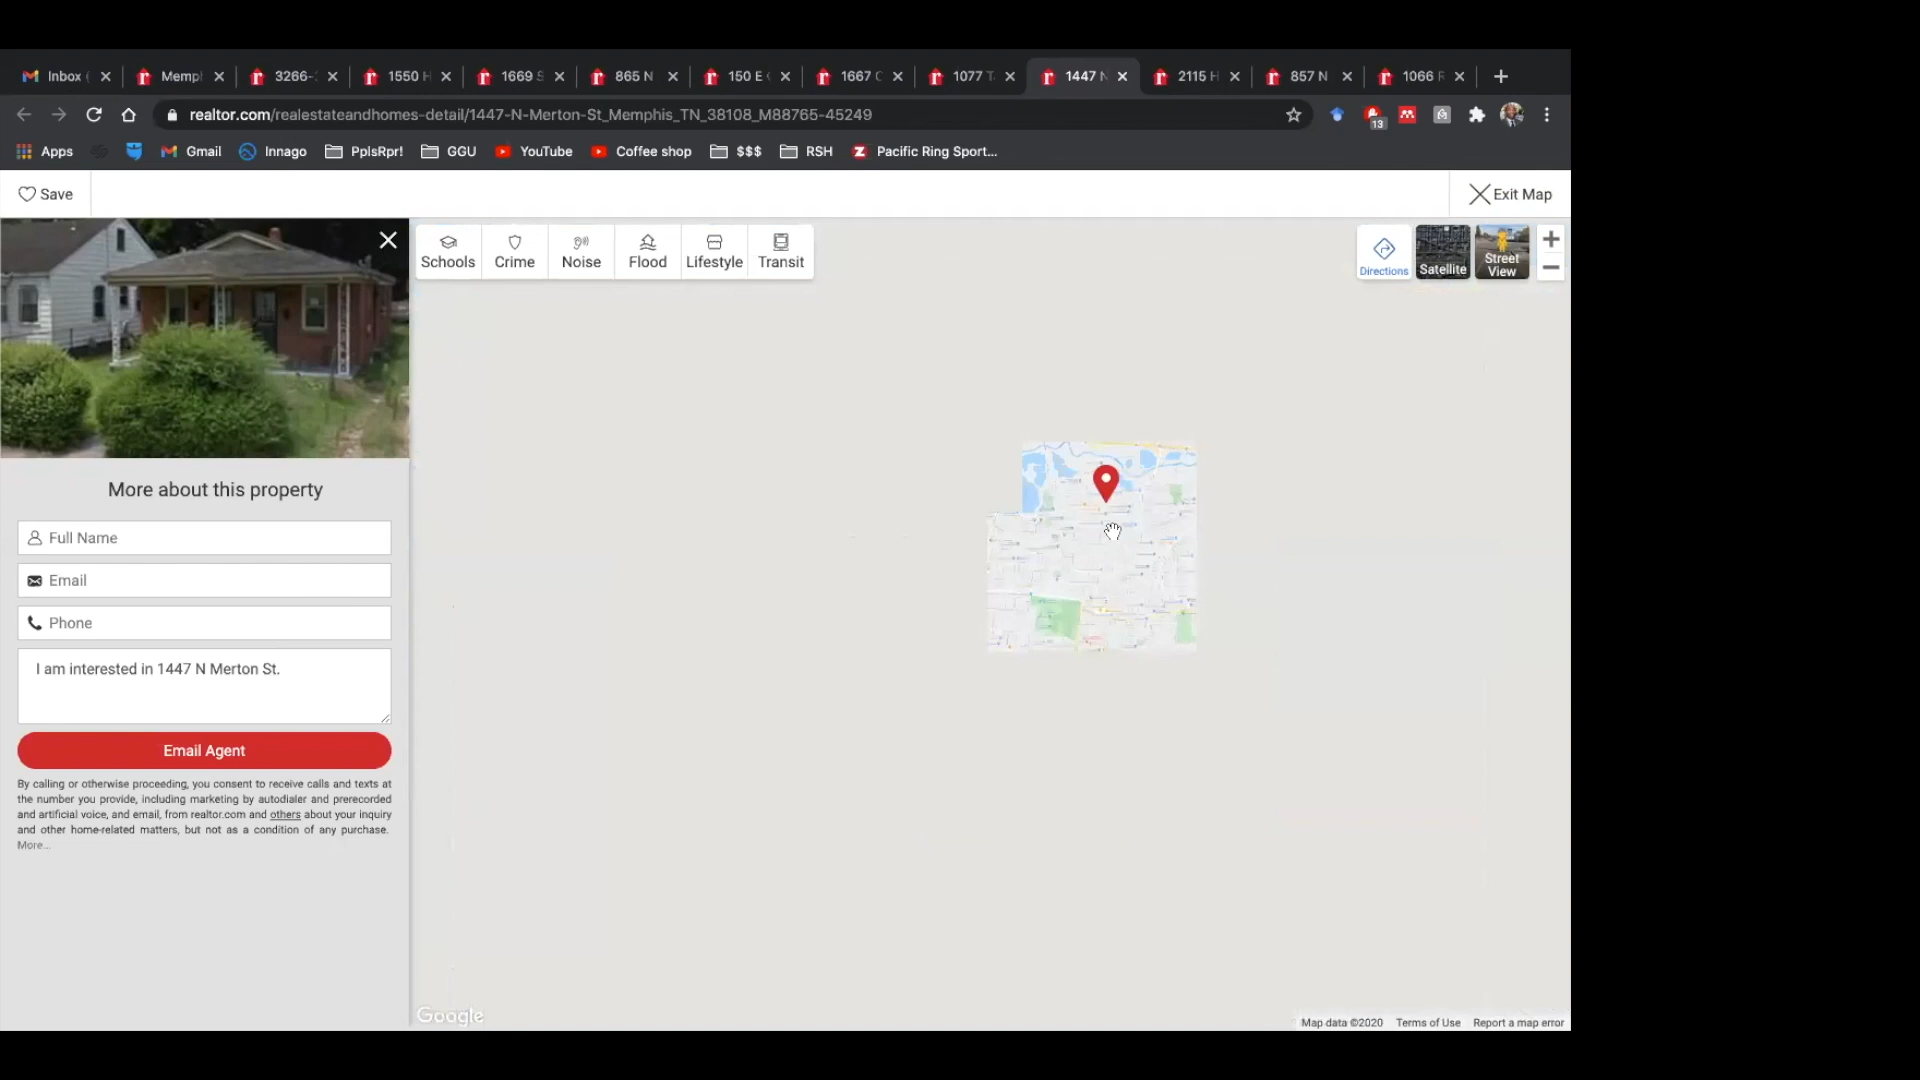 Inbox (
Memp
3266-
1550 H
1669 S
865 N
150 E
1667 C
1077 T
1447 N
2115 H
857 N
1066 R
realtor.com/realestateandhomes-detail/1447-N-Merton-St_Memphis_TN_38108_M88765-45249
13
Apps
Gmail
Innago
PplsRpr!
GGU
YouTube
Coffee shop
$$$
RSH
Pacific Ring Sport...
Save
Exit Map
Schools
Crime
Noise
Flood
Lifestyle
Transit
Directions
Satellite
Street
View
More about this property
Full Name
Email
Phone
I am interested in 1447 N Merton St.
Email Agent
By calling or otherwise proceeding, you consent to receive calls and texts at
the number you provide, including marketing by autodialer and prerecorded
and artificial voice, and email, from realtor.com and others about your inquiry
and other home-related matters, but not as a condition of any purchase.
More...
Google
Map data ©2020
Terms of Use
Report a map error